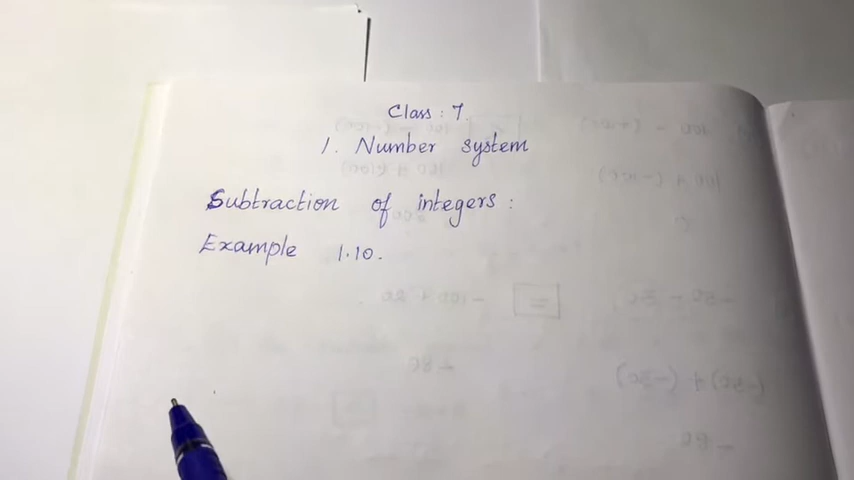 Class : 7.
1. Number system
Subtraction of integers :
Example 1.10.